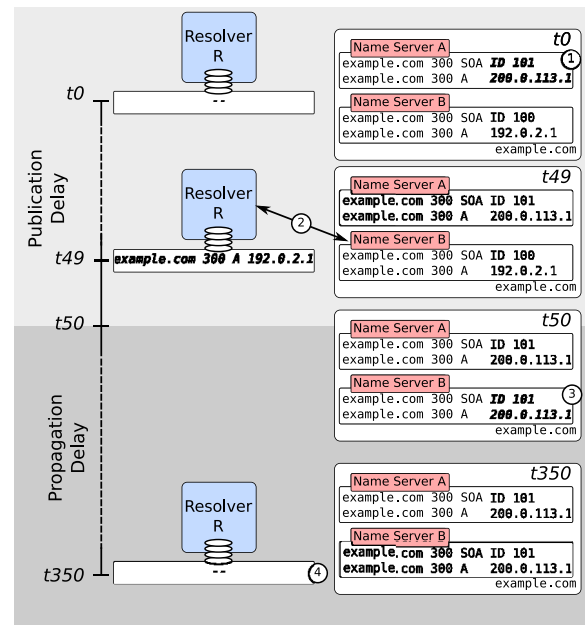 Resolver
R
t0
--
t0
Name Server A
1
example.com 300 SOA ID 101
example.com 300 A 200.0.113.1
Name Server B
example.com 300 SOA ID 100
example.com 300 A 192.0.2.1
example.com
Publication
Delay
Resolver
R
2
t49
example.com 300 A 192.0.2.1
t49
Name Server A
example.com 300 SOA ID 101
example.com 300 A 200.0.113.1
Name Server B
example.com 300 SOA ID 100
example.com 300 A 192.0.2.1
example.com
t50
t50
Name Server A
example.com 300 SOA ID 101
example.com 300 A 200.0.113.1
Name Server B
3
example.com 300 SOA ID 101
example.com 300 A 200.0.113.1
example.com
Propagation
Delay
Resolver
R
t350
--
4
t350
Name Server A
example.com 300 SOA ID 101
example.com 300 A 200.0.113.1
Name Server B
example.com 300 SOA ID 101
example.com 300 A 200.0.113.1
example.com